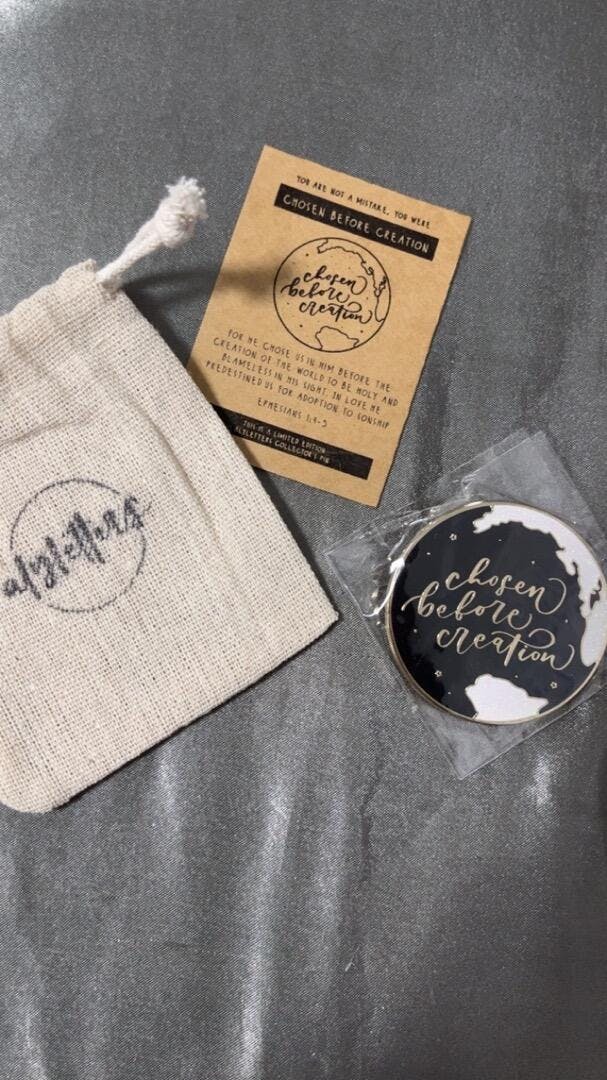 YOU ARE NOT A MISTAKE, YOU WERE
CHOSEN BEFORE CREATION
chosen
before
creation
FOR HE CHOSE US IN HIM BEFORE THE
CREATION OF THE WORLD TO BE HOLY AND
BLAMELESS IN HIS SIGHT. IN LOVE HE
PREDESTINED US FOR ADOPTION TO SONSHIP
EPHESIANS 1:4-5
THIS IS A LIMITED EDITION
ALYLETTERS COLLECTOR'S PIN
alyletters
chosen
before
creation